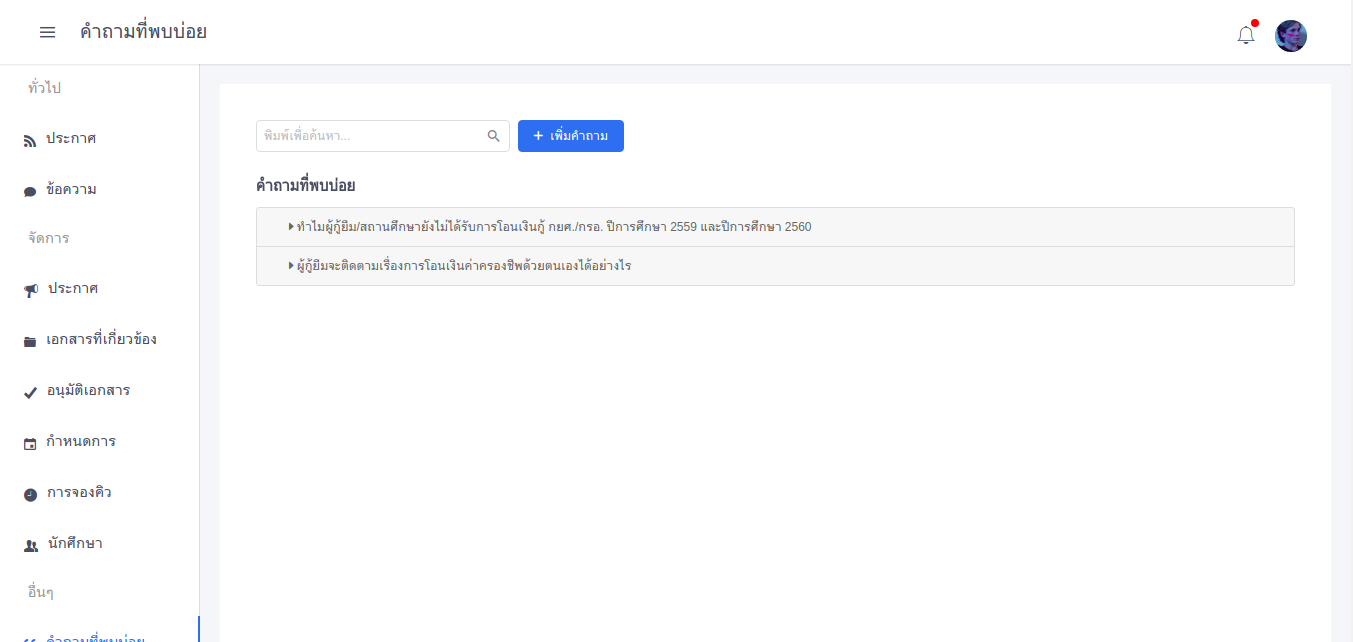 คำถามที่พบบ่อย
ทั่วไป
ประกาศ
ข้อความ
จัดการ
ประกาศ
เอกสารที่เกี่ยวข้อง
อนุมัติเอกสาร
กำหนดการ
การจองคิว
นักศึกษา
อื่นๆ
คำถามที่พบบ่อย
พิมพ์เพื่อค้นหา...
+ เพิ่มคำถาม
คำถามที่พบบ่อย
ทำไมผู้กู้ยืม/สถานศึกษายังไม่ได้รับการโอนเงินกู้ กยศ./กรอ. ปีการศึกษา 2559 และปีการศึกษา 2560
ผู้กู้ยืมจะติดตามเรื่องการโอนเงินค่าครองชีพด้วยตนเองได้อย่างไร